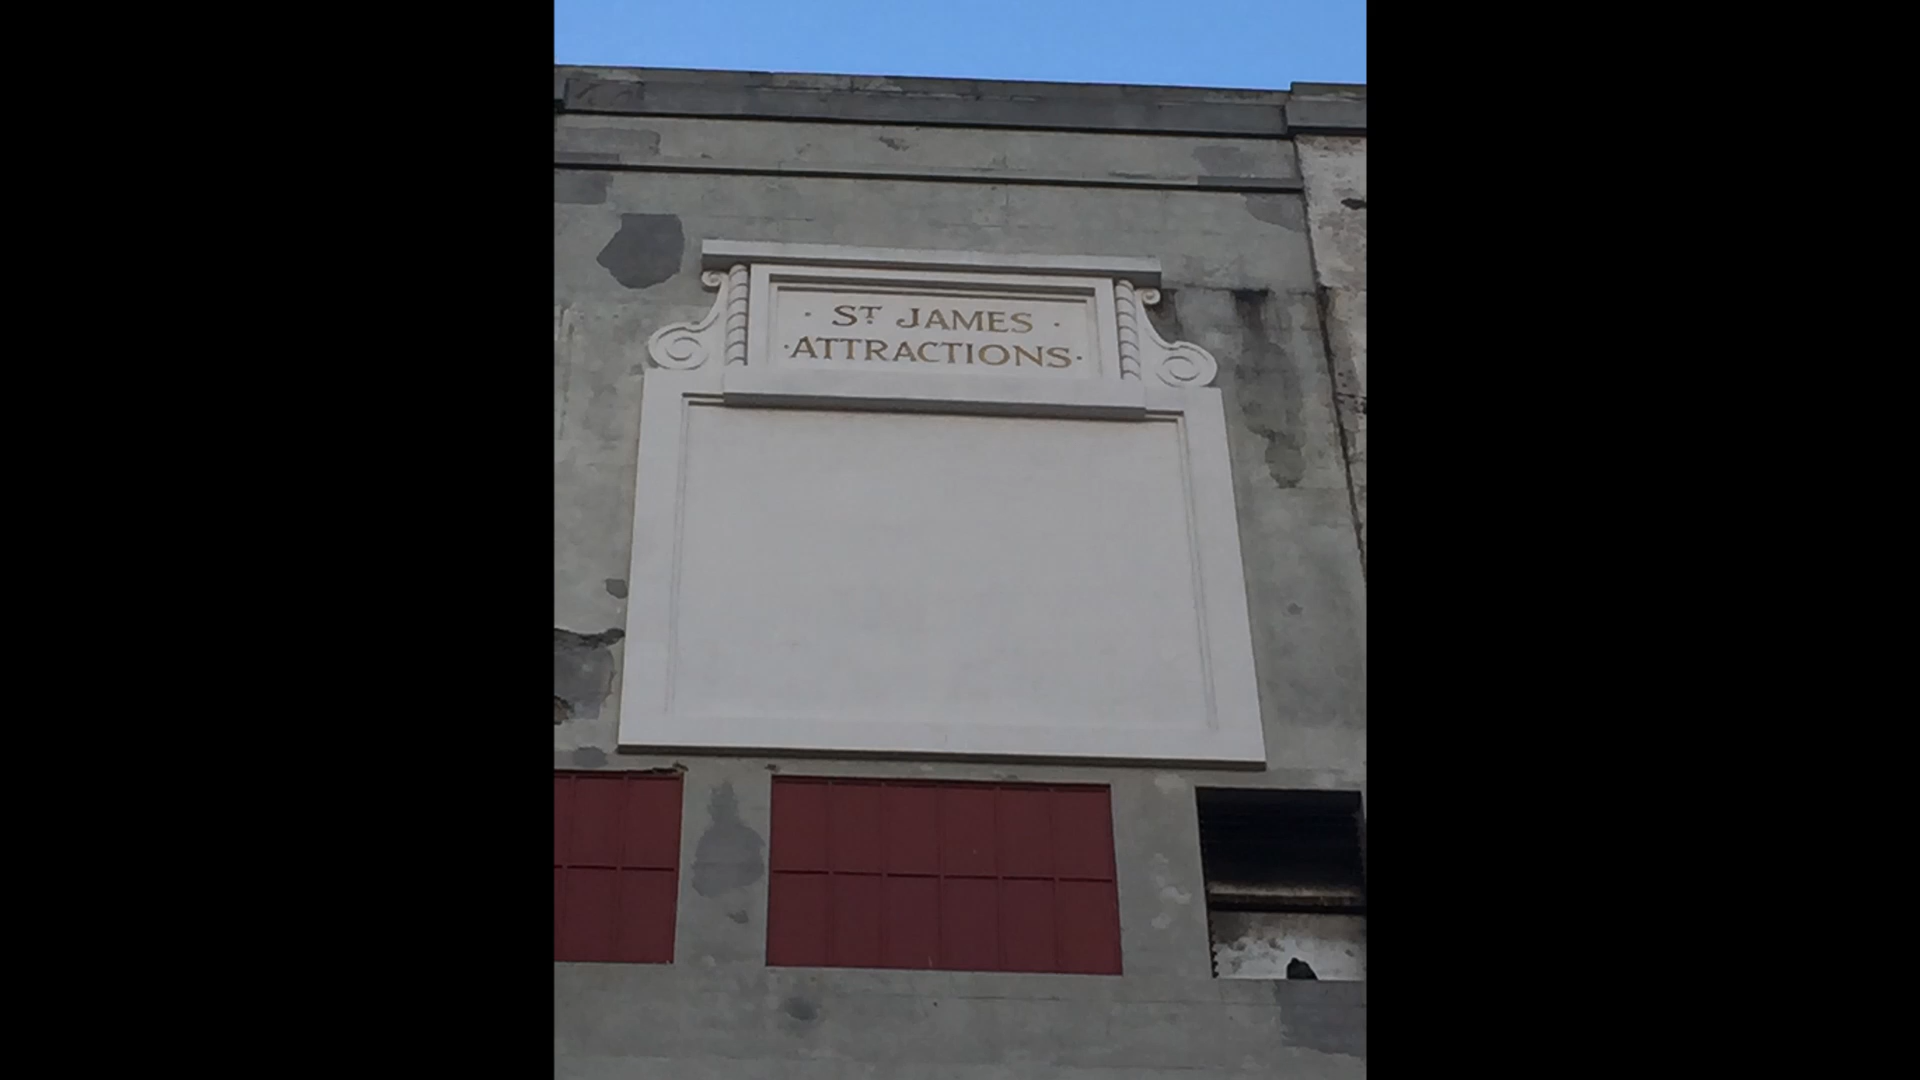 · ST. JAMES ·
· ATTRACTIONS ·